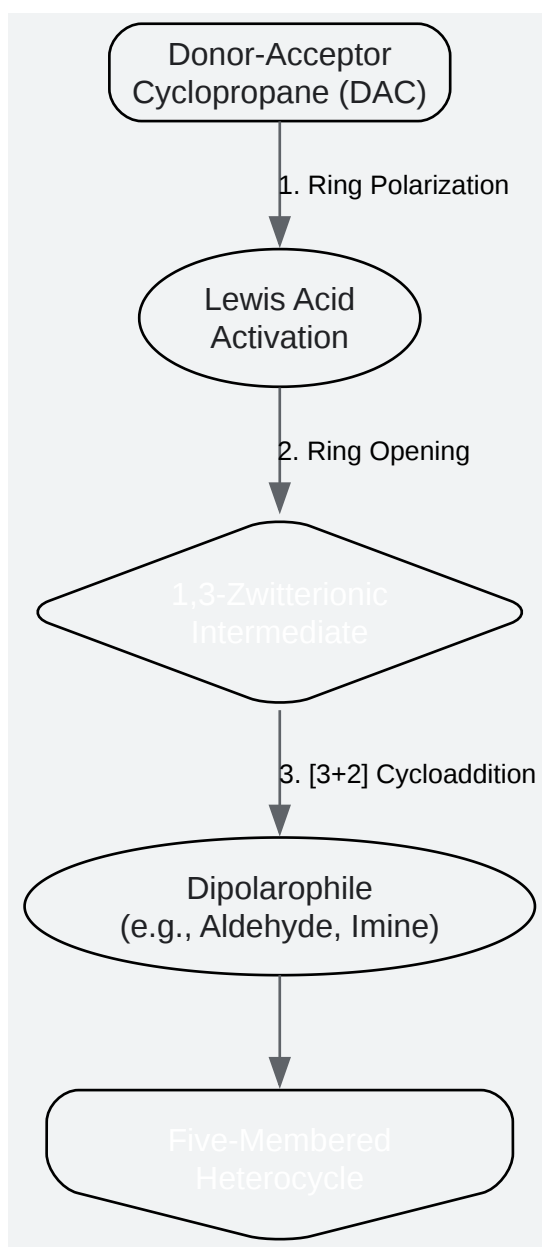 Donor-Acceptor
Cyclopropane (DAC)
1. Ring Polarization
Lewis Acid
Activation
2. Ring Opening
1,3-Zwitterionic
Intermediate
3. [3+2] Cycloaddition
Dipolarophile
(e.g., Aldehyde, Imine)
Five-Membered
Heterocycle